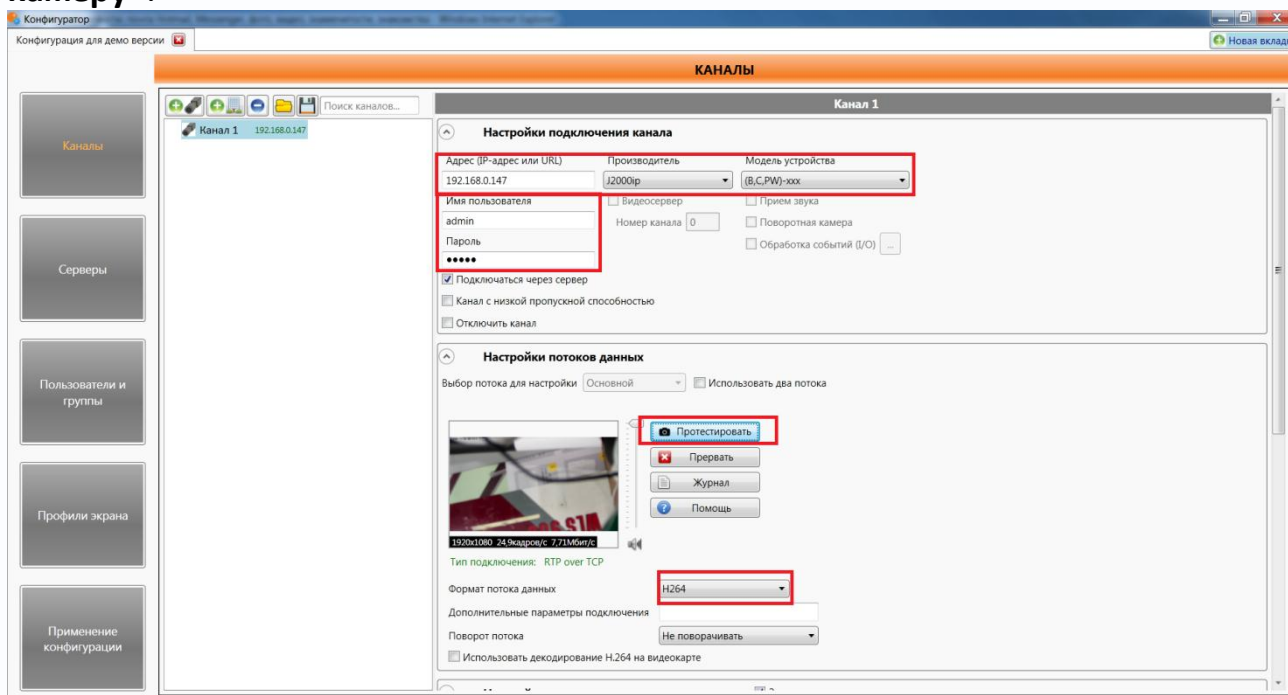 камеру".
Конфигуратор
Конфигурация для демо версии
Новая вкладк
КАНАЛЫ
Каналы
Серверы
Пользователи и
группы
Профили экрана
Применение
конфигурации
Поиск каналов...
Канал 1 192.168.0.147
Канал 1
Настройки подключения канала
Адрес (IP-адрес или URL) Производитель Модель устройства
192.168.0.147 J2000ip (B,C,PW)-xxx
Имя пользователя Видеосервер Прием звука
admin Номер канала 0 Поворотная камера
Пароль Обработка событий (I/O) ...
•••••
Подключаться через сервер
Канал с низкой пропускной способностью
Отключить канал
Настройки потоков данных
Выбор потока для настройки Основной Использовать два потока
Протестировать
Прервать
Журнал
Помощь
1920x1080 24,9кадров/с 7,71Мбит/с
Тип подключения: RTP over TCP
Формат потока данных H264
Дополнительные параметры подключения
Поворот потока Не поворачивать
Использовать декодирование H.264 на видеокарте